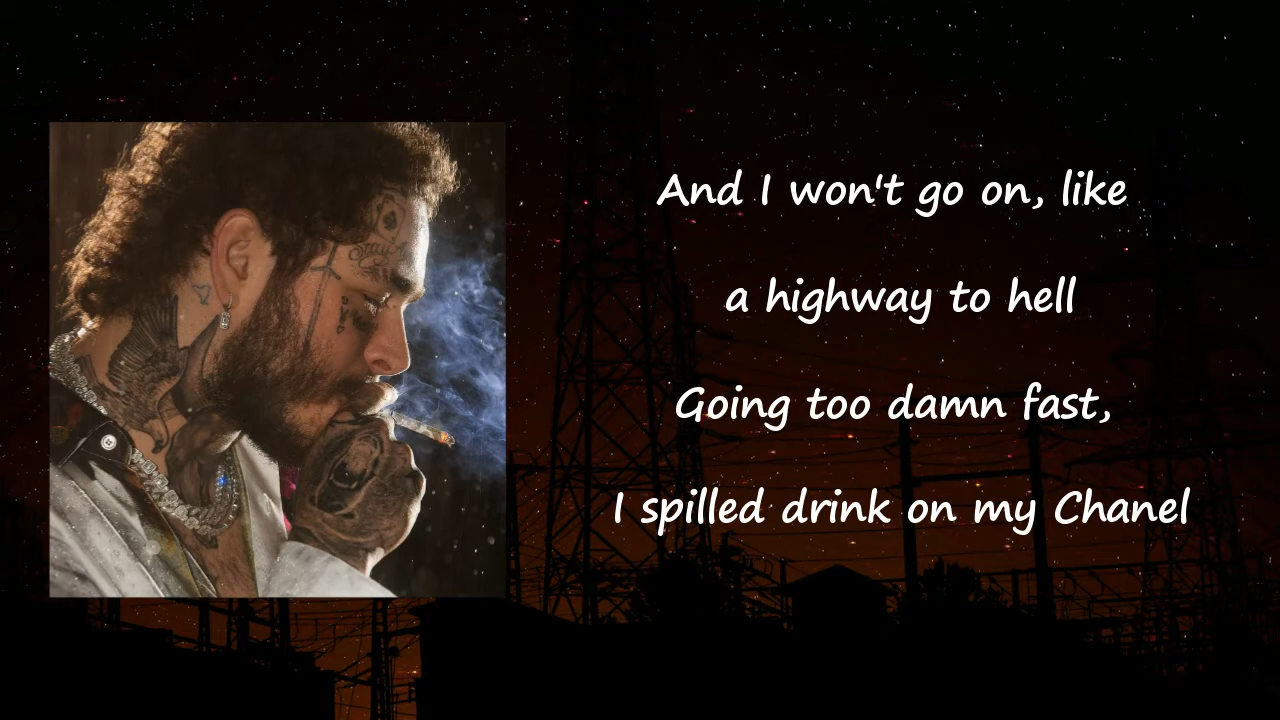 And I won't go on, like
a highway to hell
Going too damn fast,
I spilled drink on my Chanel